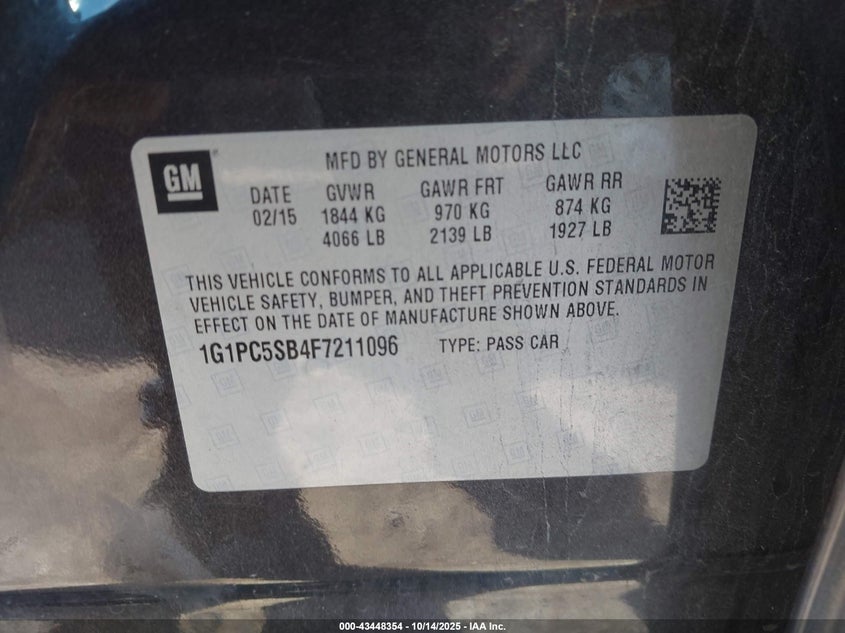 GM
MFD BY GENERAL MOTORS LLC
DATE GVWR GAWR FRT GAWR RR
02/15 1844 KG 970 KG 874 KG
4066 LB 2139 LB 1927 LB
THIS VEHICLE CONFORMS TO ALL APPLICABLE U.S. FEDERAL MOTOR
VEHICLE SAFETY, BUMPER, AND THEFT PREVENTION STANDARDS IN
EFFECT ON THE DATE OF MANUFACTURE SHOWN ABOVE.
1G1PC5SB4F7211096 TYPE: PASS CAR
000-43448354 - 10/14/2025 - IAA Inc.